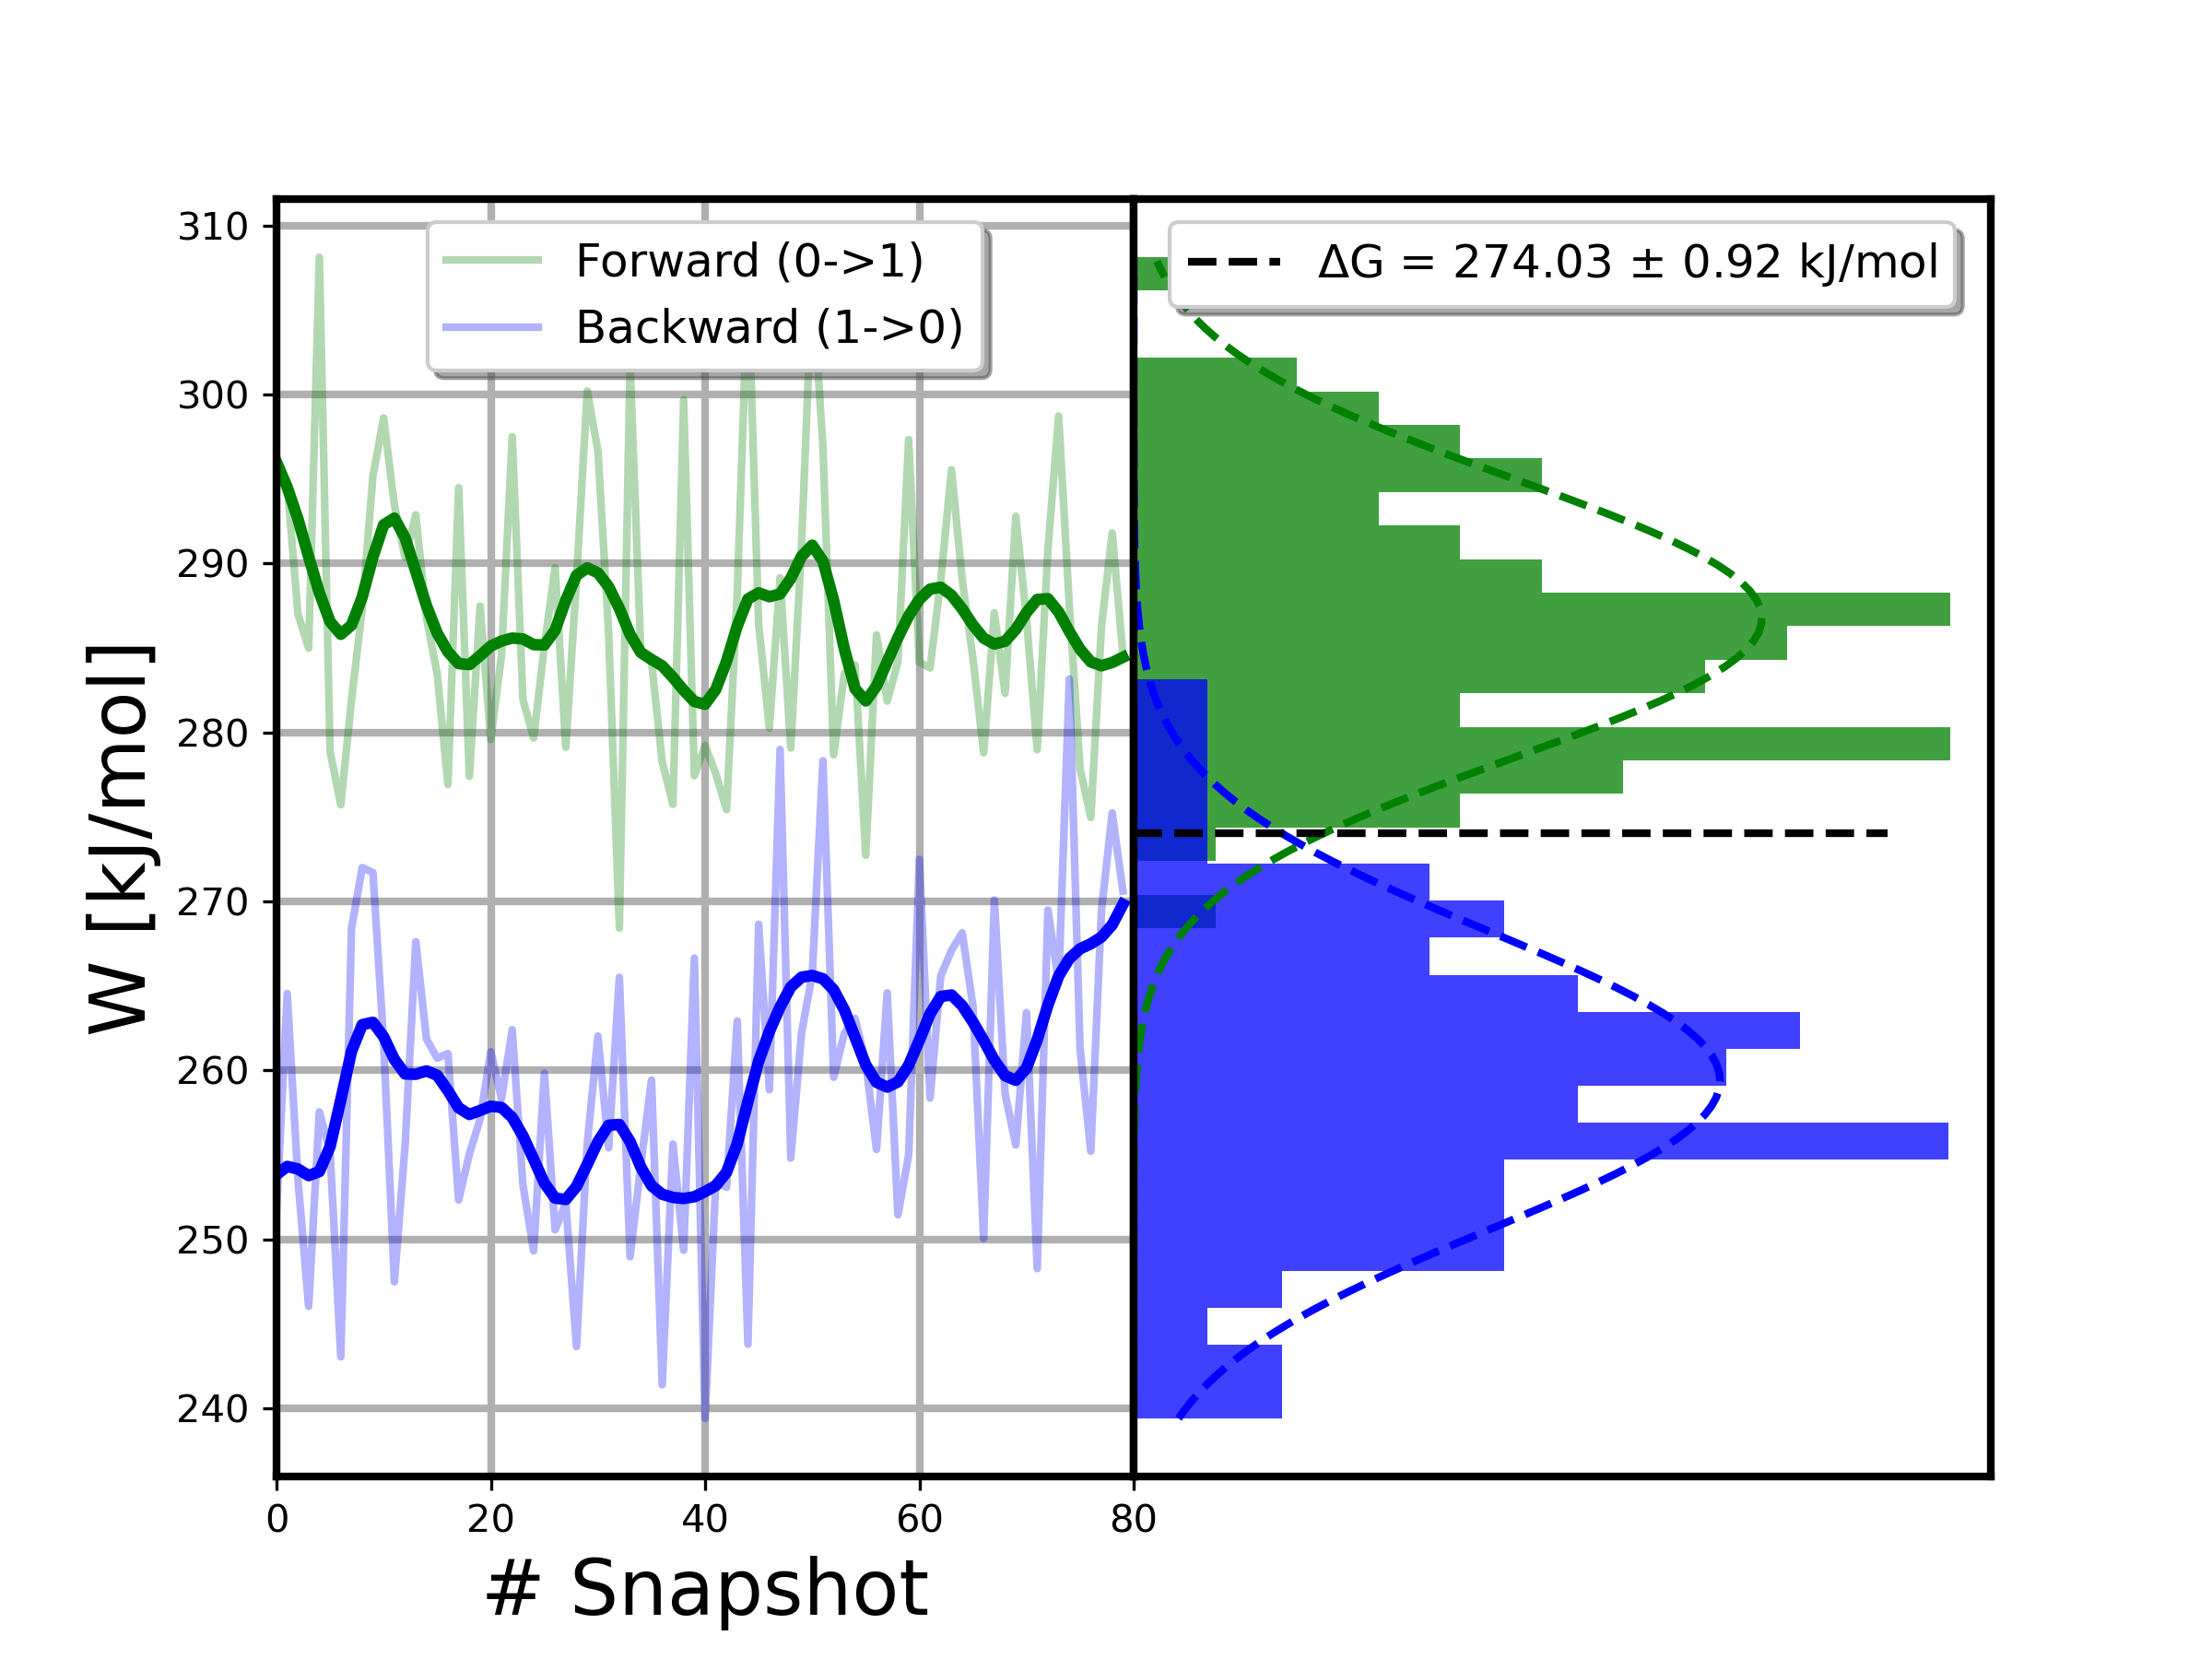 Forward (0->1)
Backward (1->0)
ΔG = 274.03 ± 0.92 kJ/mol
W [kJ/mol]
310
300
290
280
270
260
250
240
0 20 40 60 80
# Snapshot